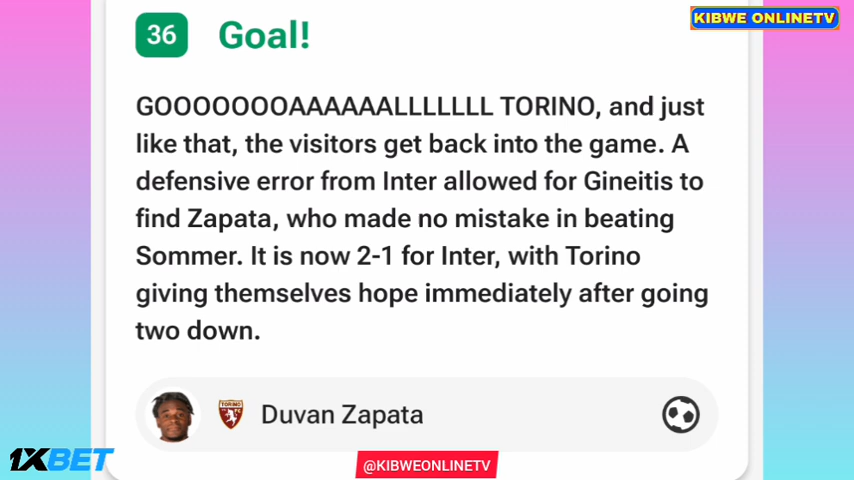 36 Goal!
KIBWE ONLINETV
GOOOOOOOAAAAAALLLLLLL TORINO, and just
like that, the visitors get back into the game. A
defensive error from Inter allowed for Gineitis to
find Zapata, who made no mistake in beating
Sommer. It is now 2-1 for Inter, with Torino
giving themselves hope immediately after going
two down.
TORINO FC
Duvan Zapata
1XBET
@KIBWEONLINETV